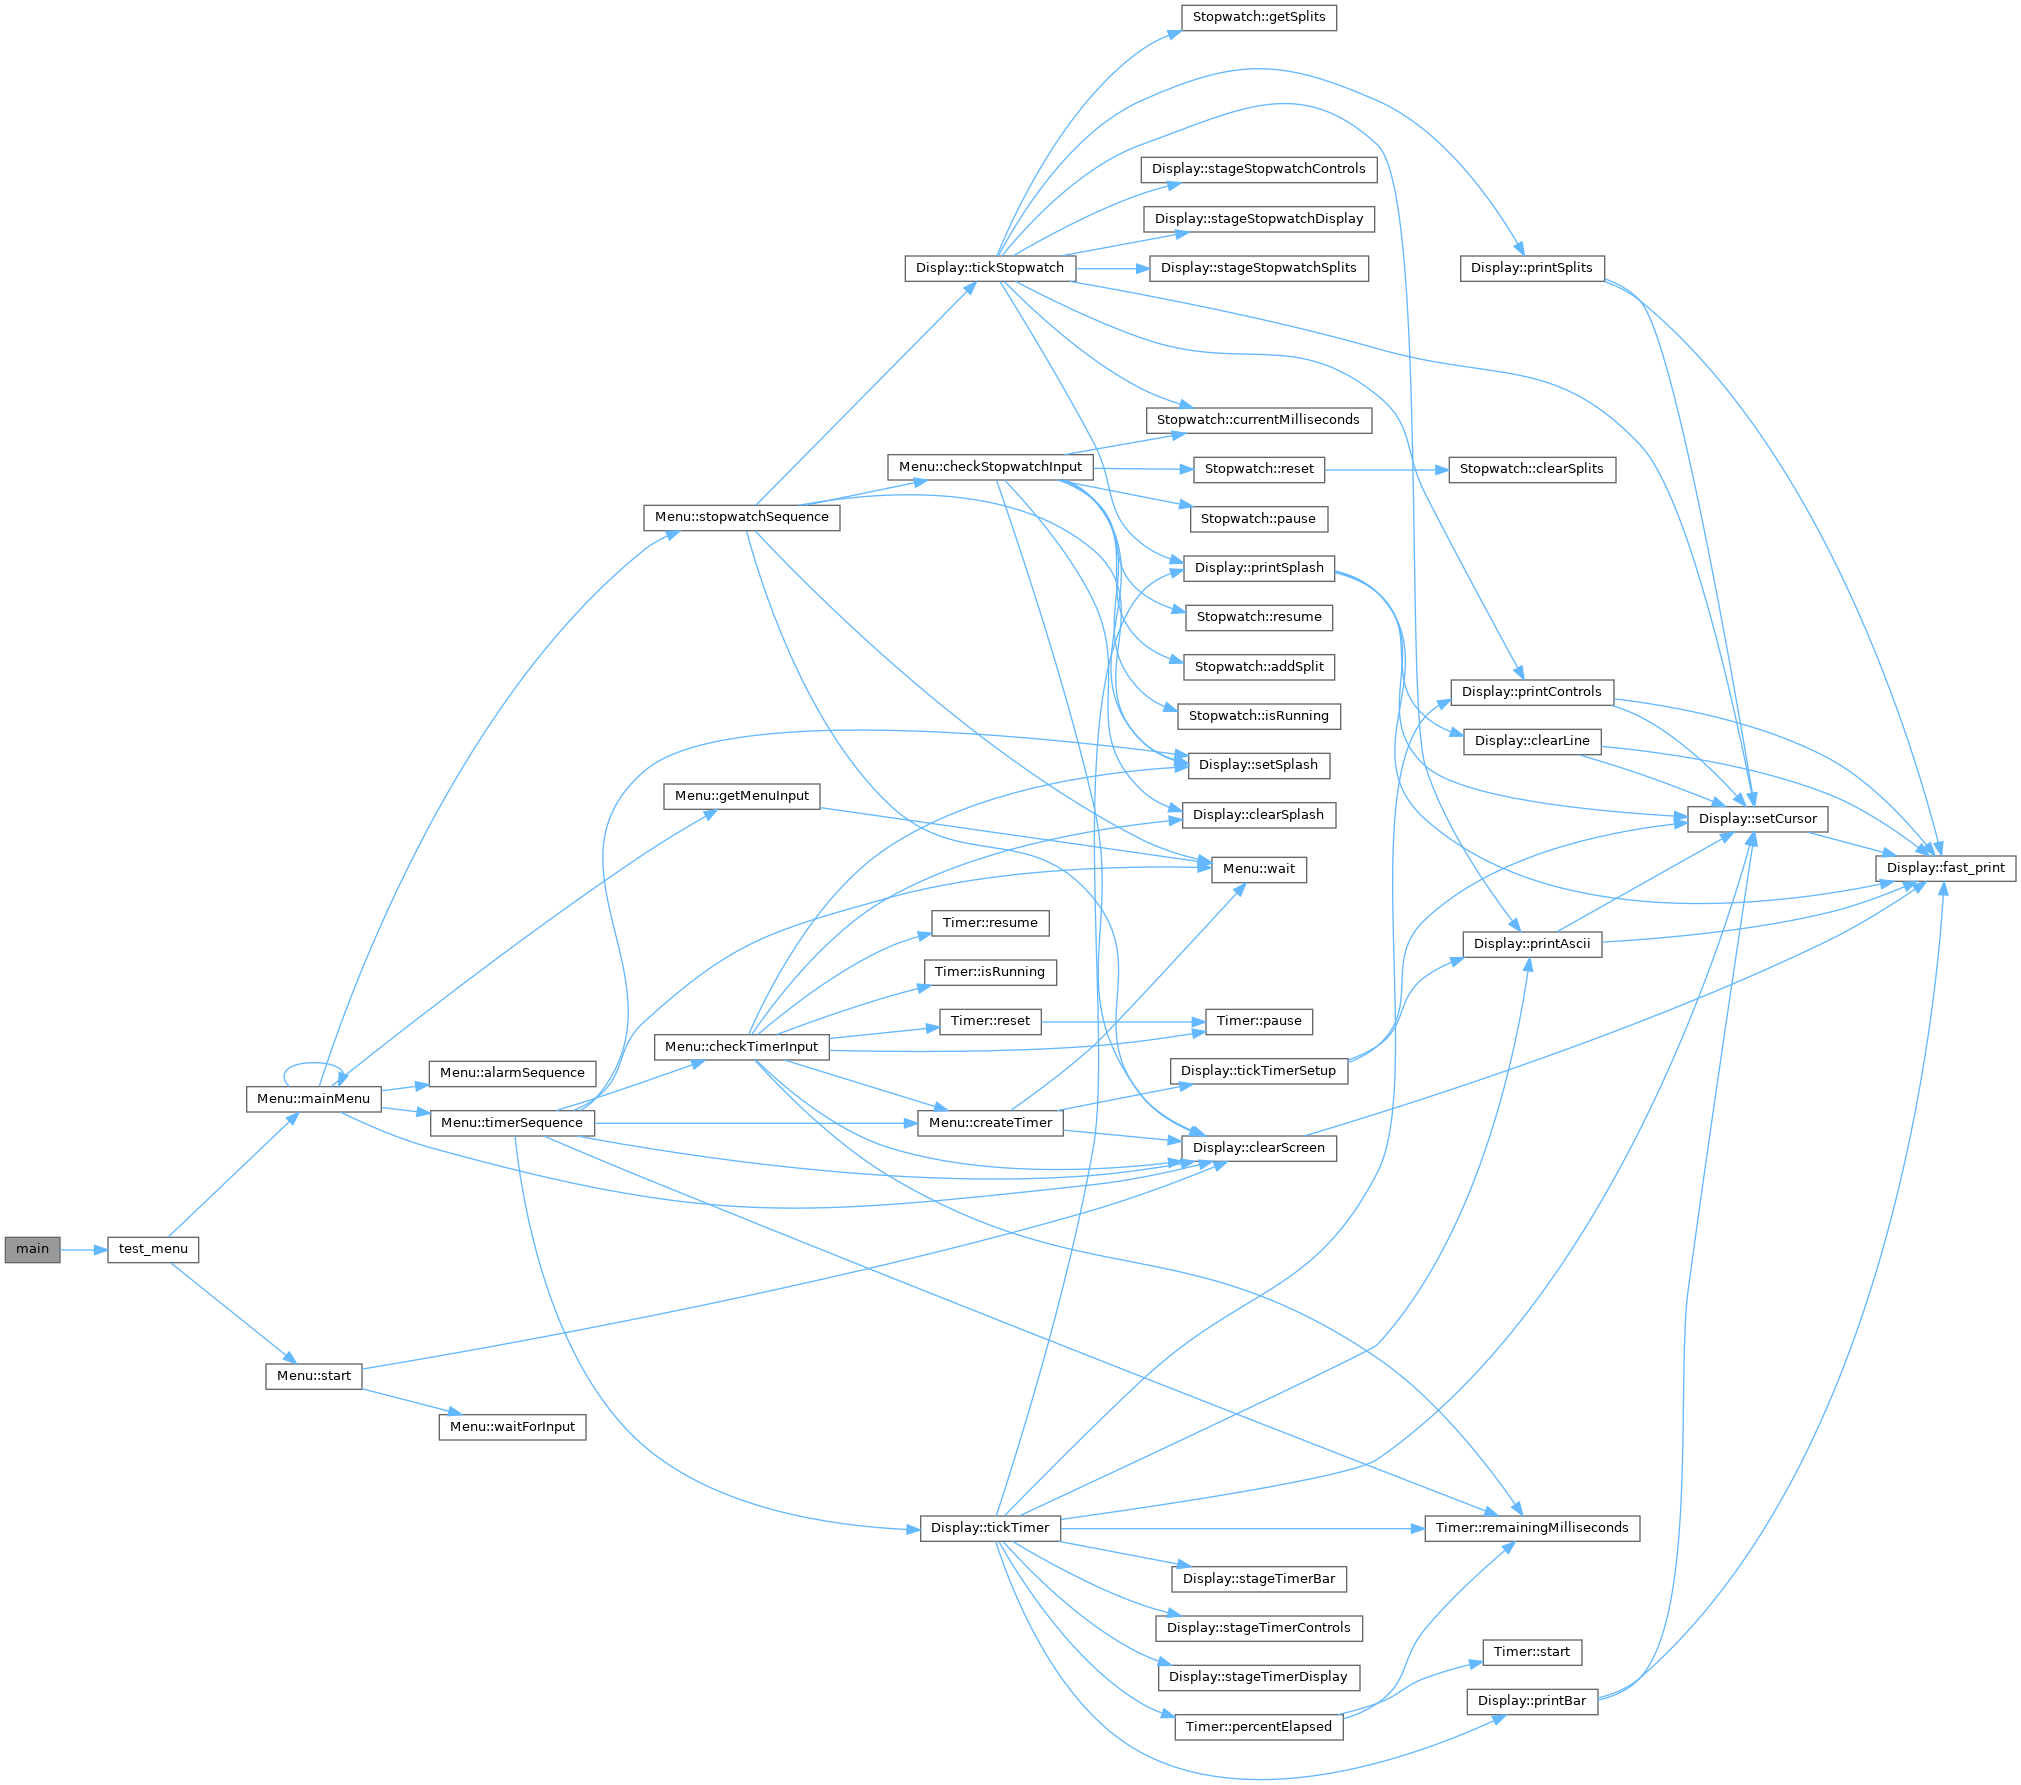 Stopwatch::getSplits
Display::stageStopwatchControls
Display::stageStopwatchDisplay
Display::tickStopwatch
Display::stageStopwatchSplits
Display::printSplits
Stopwatch::currentMilliseconds
Menu::checkStopwatchInput
Stopwatch::reset
Stopwatch::clearSplits
Menu::stopwatchSequence
Stopwatch::pause
Display::printSplash
Stopwatch::resume
Stopwatch::addSplit
Display::printControls
Stopwatch::isRunning
Display::clearLine
Display::setSplash
Menu::getMenuInput
Display::clearSplash
Display::setCursor
Menu::wait
Display::fast_print
Timer::resume
Display::printAscii
Timer::isRunning
Timer::reset
Timer::pause
Menu::checkTimerInput
Menu::alarmSequence
Display::tickTimerSetup
Menu::mainMenu
Menu::timerSequence
Menu::createTimer
Display::clearScreen
main
test_menu
Menu::start
Menu::waitForInput
Display::tickTimer
Timer::remainingMilliseconds
Display::stageTimerBar
Display::stageTimerControls
Timer::start
Display::stageTimerDisplay
Display::printBar
Timer::percentElapsed